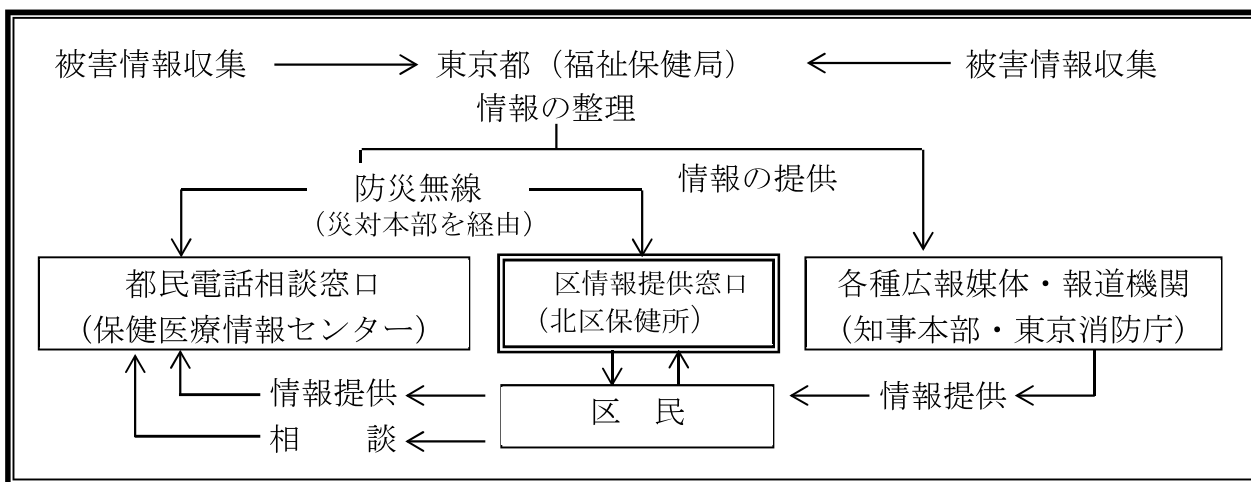 被害情報収集
東京都（福祉保健局）
被害情報収集
情報の整理
防災無線
（災対本部を経由）
情報の提供
都民電話相談窓口
（保健医療情報センター）
区情報提供窓口
（北区保健所）
各種広報媒体・報道機関
（知事本部・東京消防庁）
情報提供
区　民
情報提供
相　　談